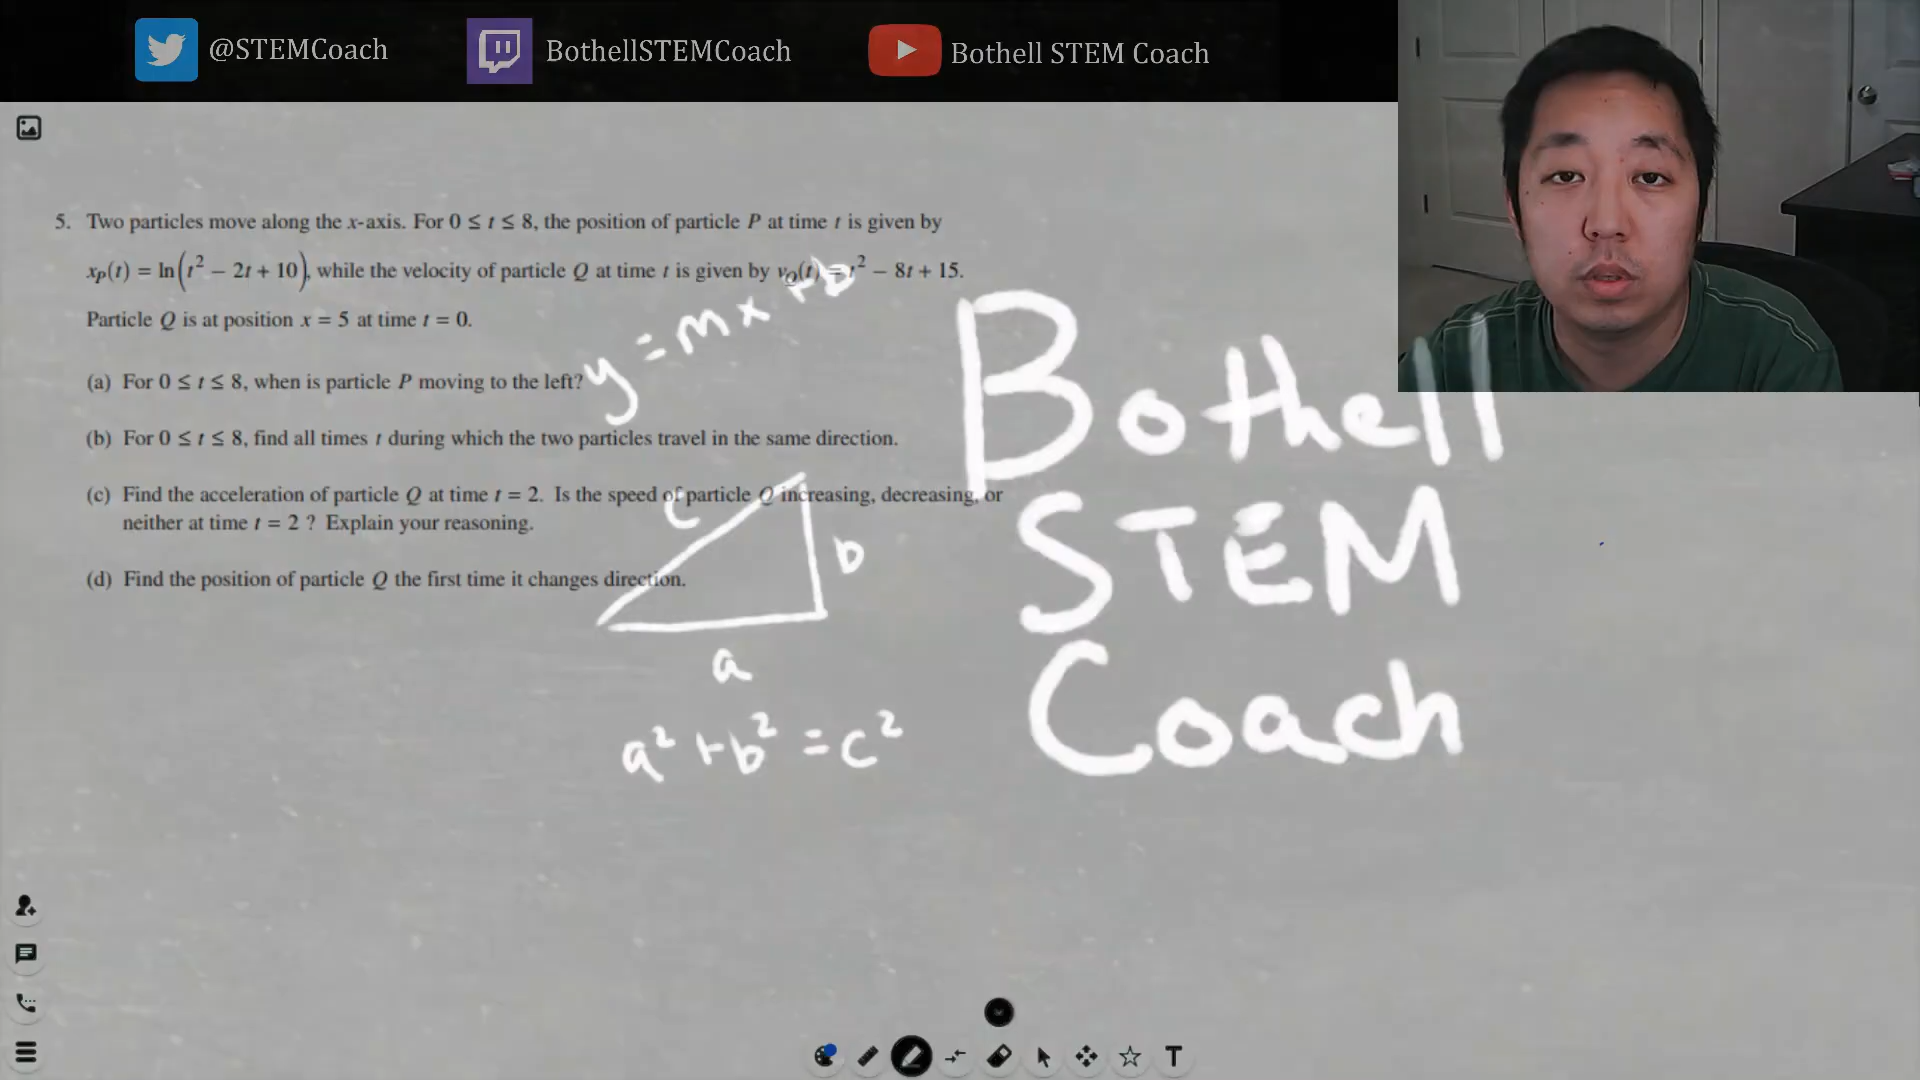 @STEMCoach BothellSTEMCoach Bothell STEM Coach
5. Two particles move along the x-axis. For 0 ≤ t ≤ 8, the position of particle P at time t is given by
xP(t) = ln(t² − 2t + 10), while the velocity of particle Q at time t is given by vQ(t) = t² − 8t + 15.
Particle Q is at position x = 5 at time t = 0.
(a) For 0 ≤ t ≤ 8, when is particle P moving to the left?
(b) For 0 ≤ t ≤ 8, find all times t during which the two particles travel in the same direction.
(c) Find the acceleration of particle Q at time t = 2. Is the speed of particle Q increasing, decreasing, or
neither at time t = 2 ? Explain your reasoning.
(d) Find the position of particle Q the first time it changes direction.
y = mx + b
c
b
a
a² + b² = c²
Bothell
STEM
Coach
T